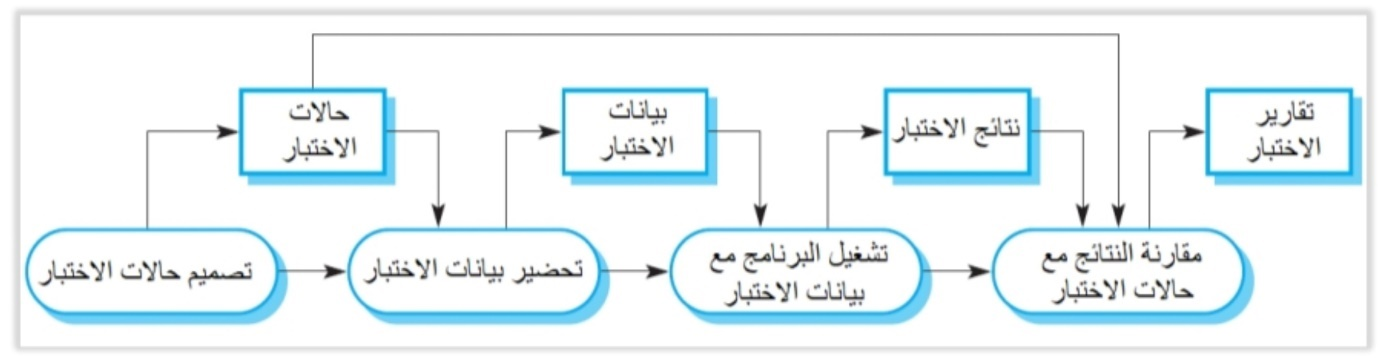 حالات
الاختبار
بيانات
الاختبار
نتائج الاختبار
تقارير
الاختبار
تصميم حالات الاختبار
تحضير بيانات الاختبار
تشغيل البرنامج مع
بيانات الاختبار
مقارنة النتائج مع
حالات الاختبار